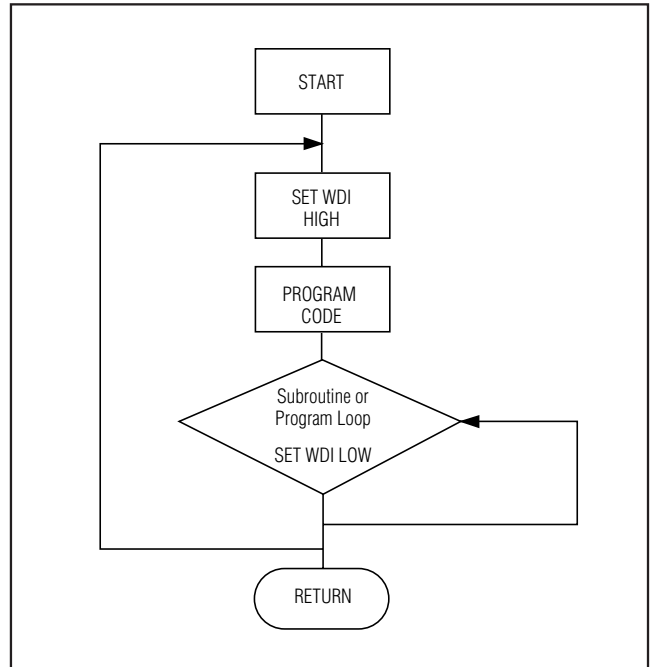 START
SET WDI
HIGH
PROGRAM
CODE
Subroutine or
Program Loop
SET WDI LOW
RETURN